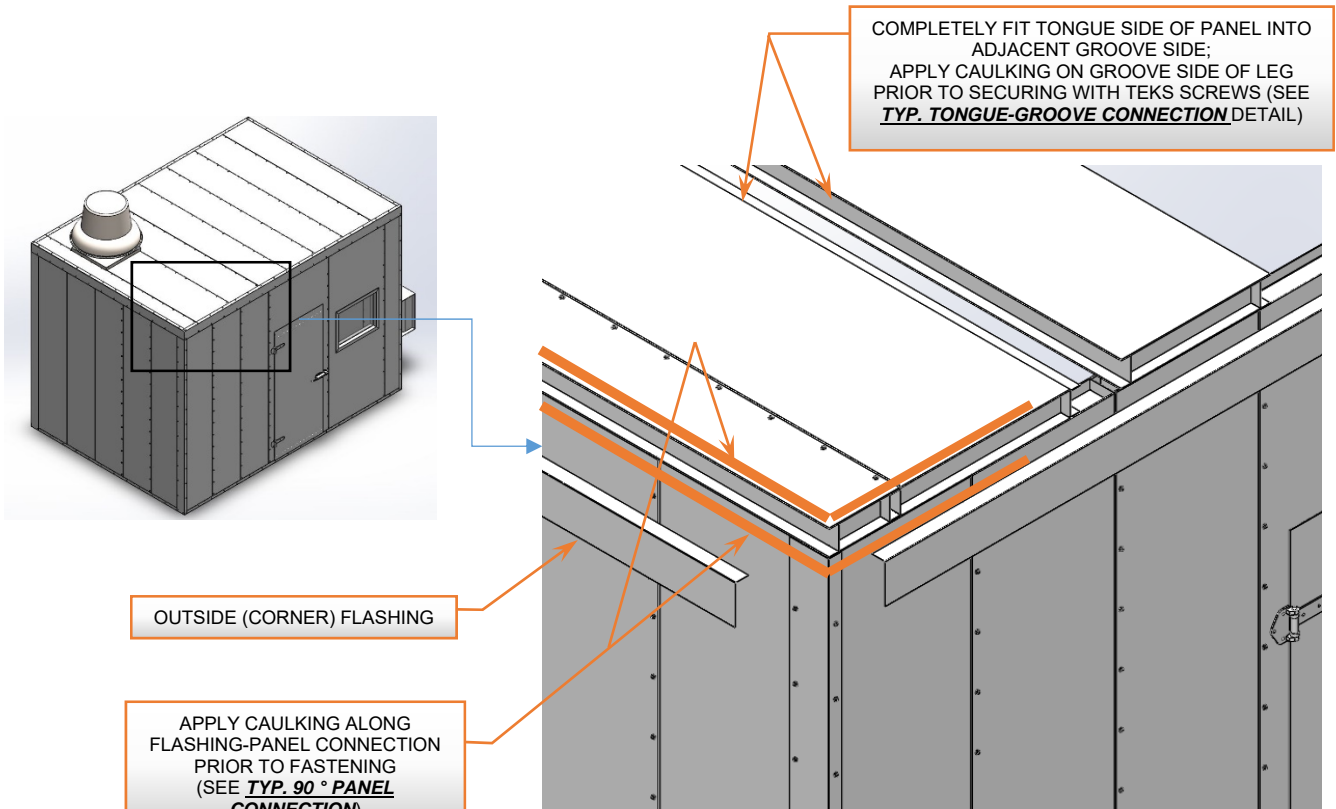 COMPLETELY FIT TONGUE SIDE OF PANEL INTO
ADJACENT GROOVE SIDE;
APPLY CAULKING ON GROOVE SIDE OF LEG
PRIOR TO SECURING WITH TEKS SCREWS (SEE
TYP. TONGUE-GROOVE CONNECTION DETAIL)
OUTSIDE (CORNER) FLASHING
APPLY CAULKING ALONG
FLASHING-PANEL CONNECTION
PRIOR TO FASTENING
(SEE TYP. 90 ° PANEL
CONNECTION)